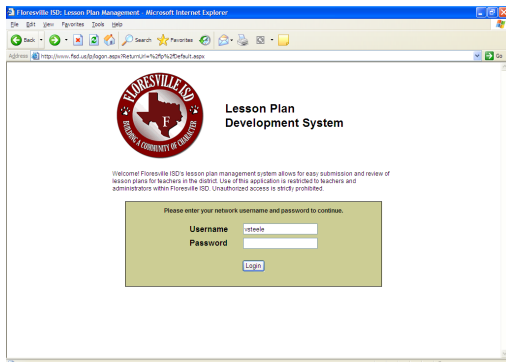 Floresville ISD: Lesson Plan Management - Microsoft Internet Explorer
File Edit View Favorites Tools Help
Back Search Favorites
Address http://www.fisd.us/lp/logon.aspx?ReturnUrl=%2flp%2fDefault.aspx Go
FLORESVILLE ISD
F
BUILDING A COMMUNITY OF CHARACTER
Lesson Plan
Development System
Welcome! Floresville ISD's lesson plan management system allows for easy submission and review of
lesson plans for teachers in the district. Use of this application is restricted to teachers and
administrators within Floresville ISD. Unauthorized access is strictly prohibited.
Please enter your network username and password to continue.
Username vsteele
Password
Login